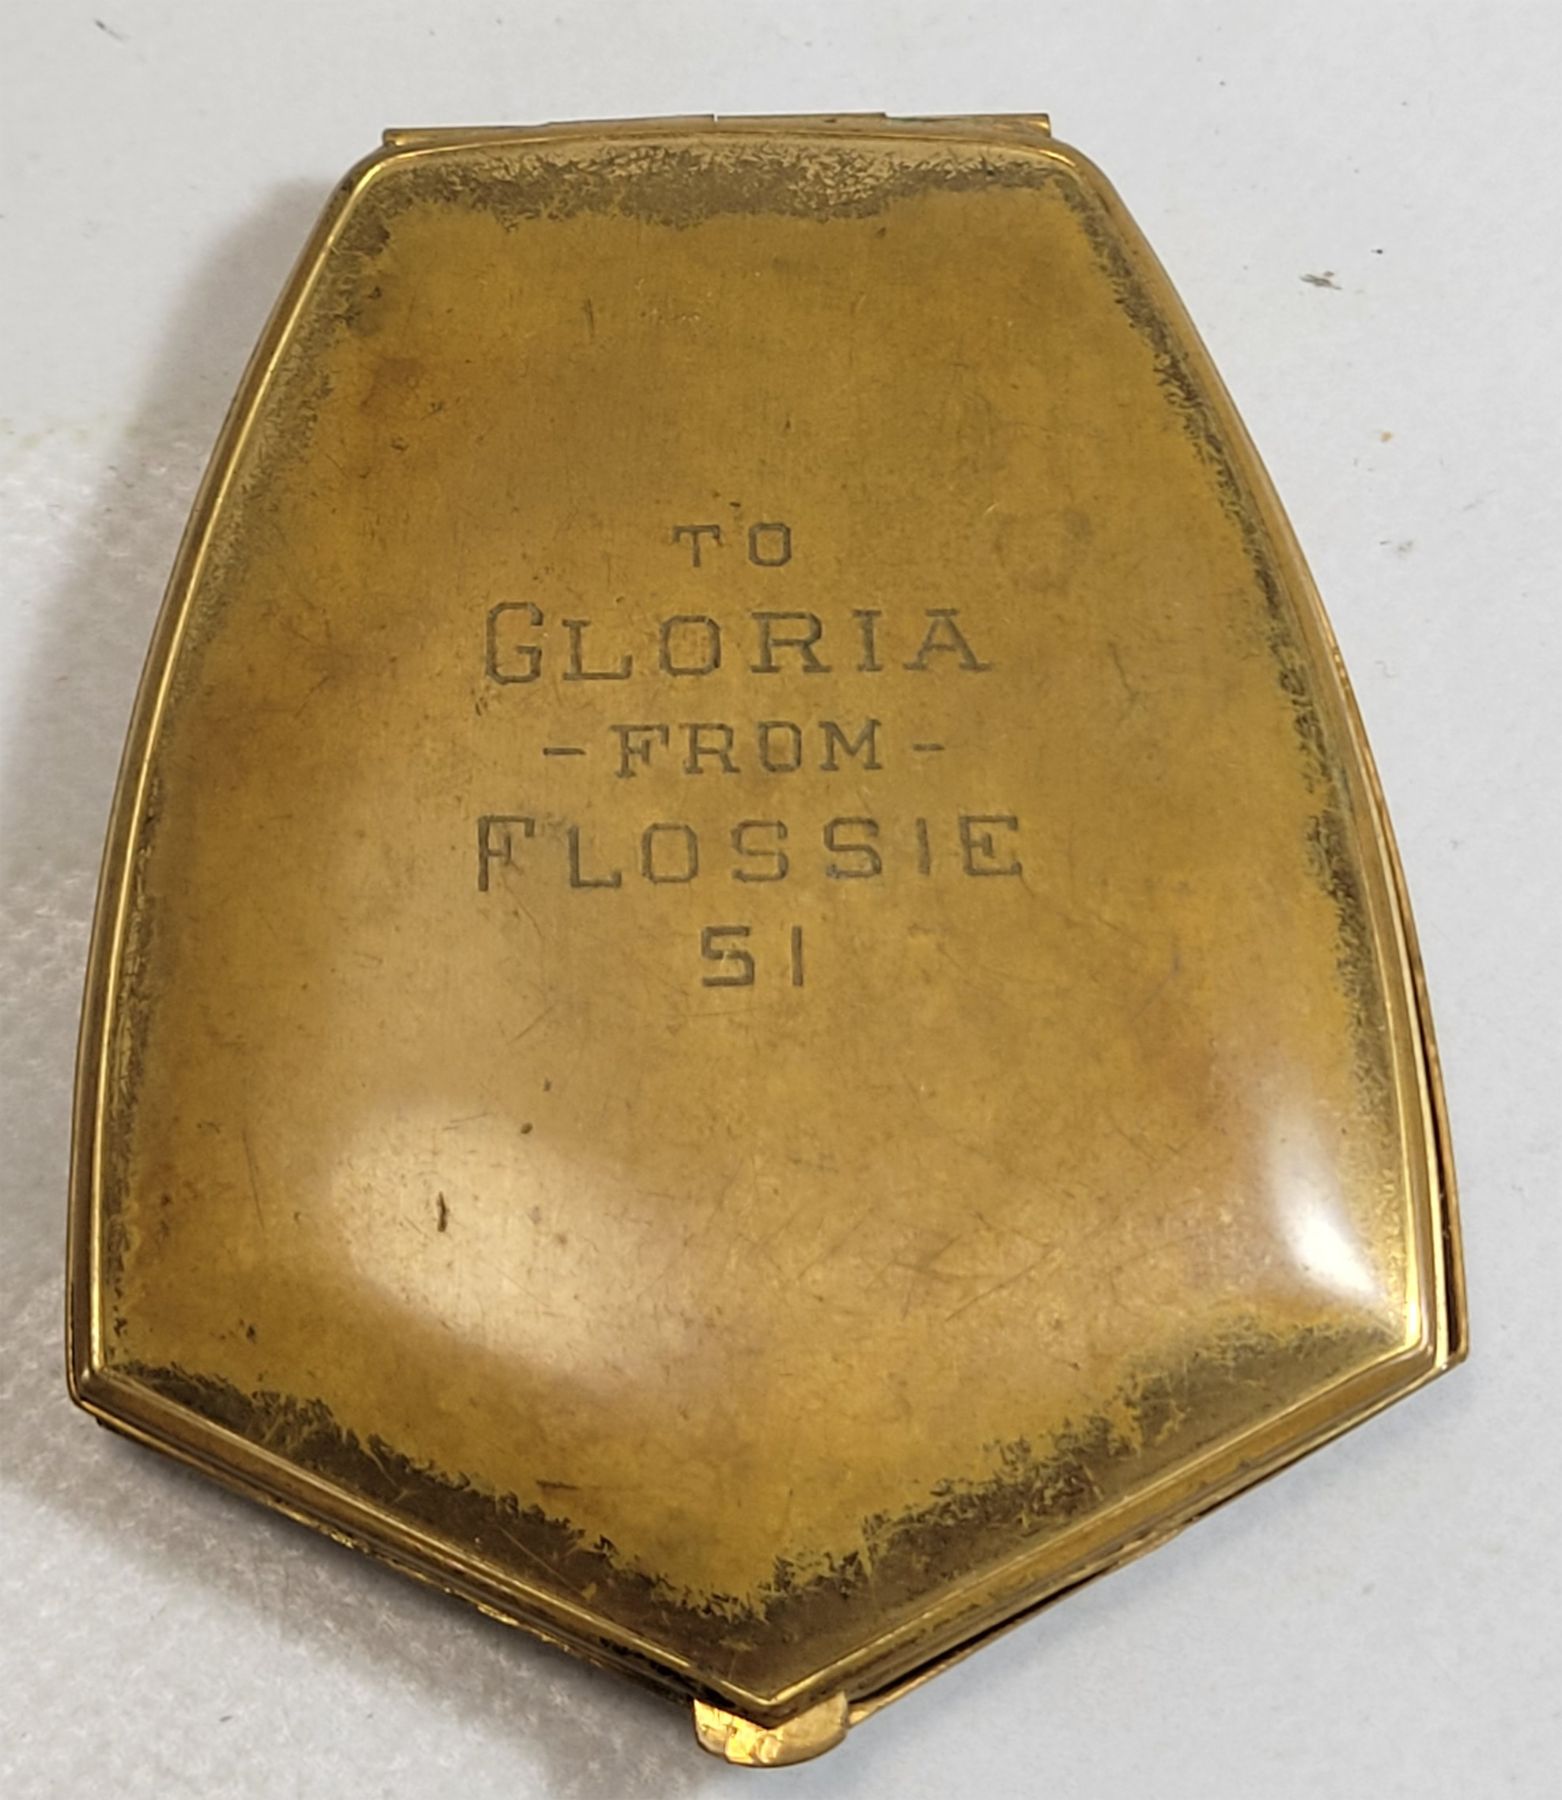 TO
GLORIA
- FROM -
FLOSSIE
51